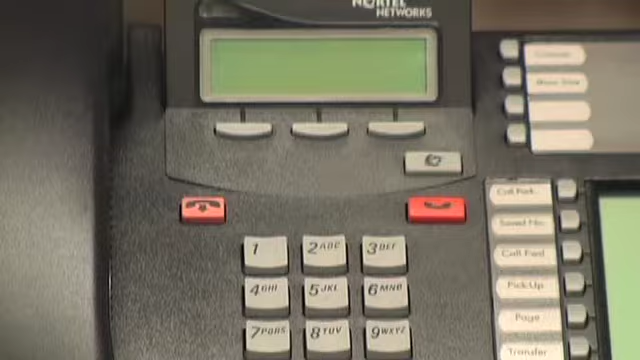 NORTEL
NETWORKS
1
2ABC
3DEF
4GHI
5JKL
6MNO
7PQRS
8TUV
9WXYZ
Call Park
Saved No.
Call Fwd
Pick-Up
Page
Transfer